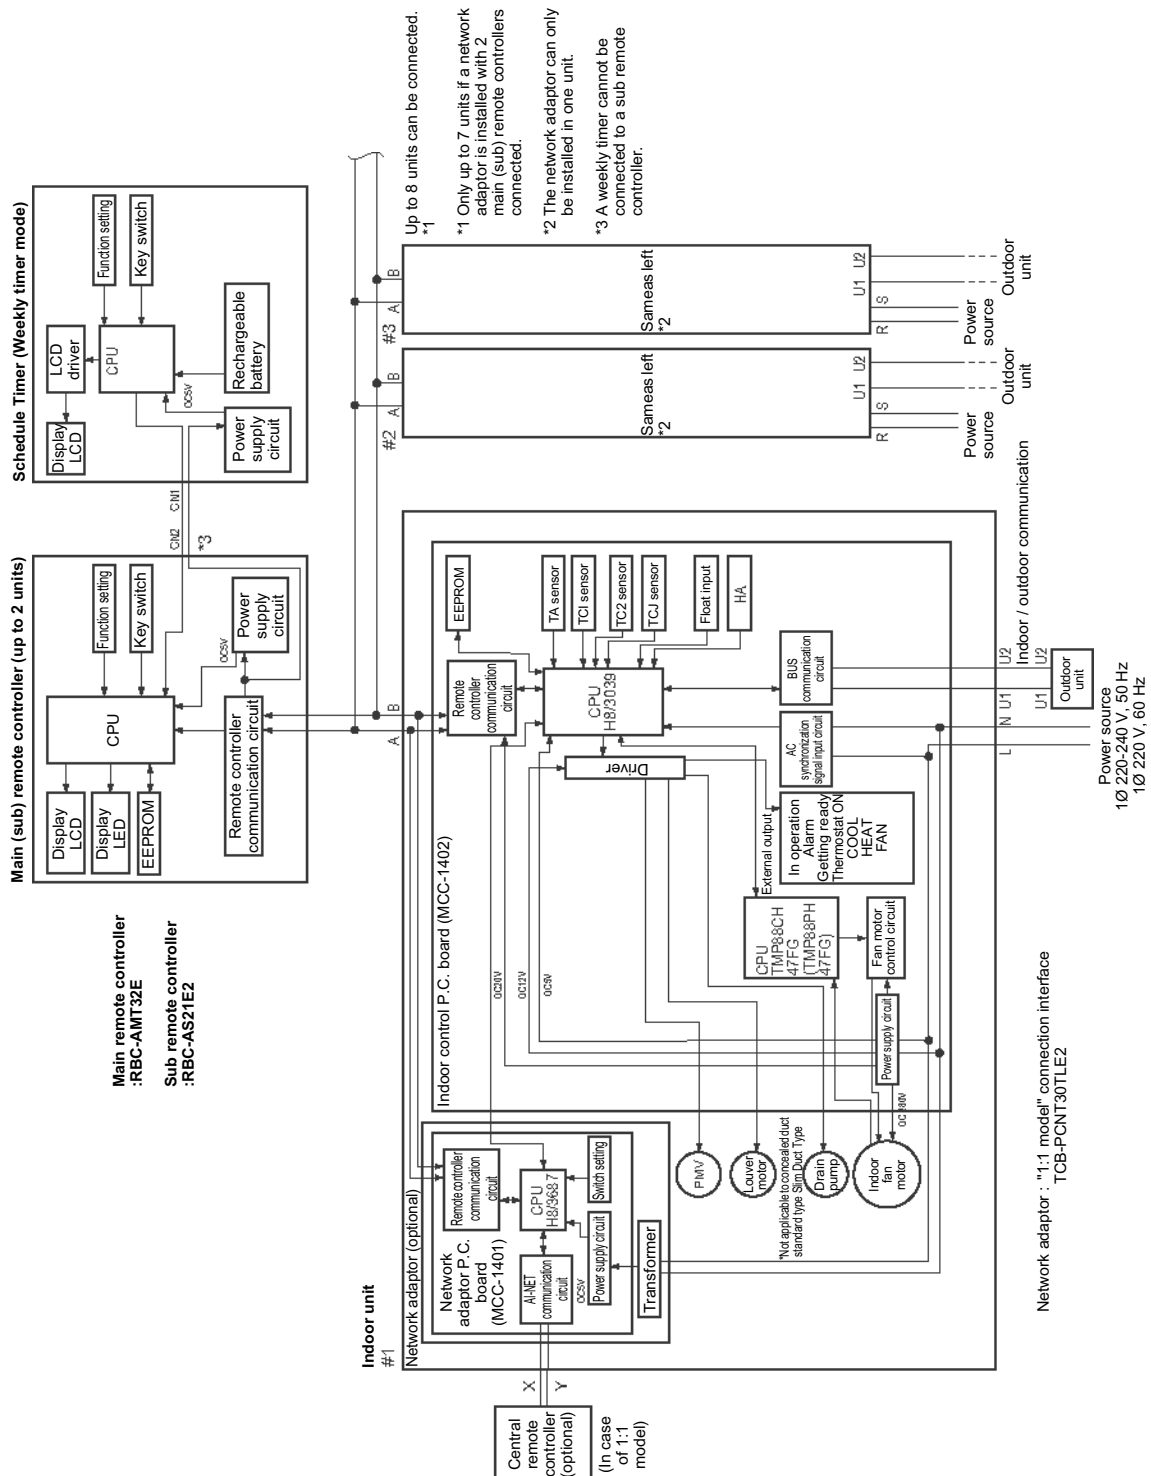 Main (sub) remote controller (up to 2 units)
Display
LCD
Display
LED
EEPROM
CPU
Function setting
Key switch
Remote controller
communication circuit
DC5V
Power
supply
circuit
CN2
CN1
*3
Schedule Timer (Weekly timer mode)
Display
LCD
LCD
driver
CPU
Function setting
Key switch
DC5V
Power
supply
circuit
Rechargeable
battery
Main remote controller
:RBC-AMT32E
Sub remote controller
:RBC-AS21E2
Up to 8 units can be connected.
*1
*1 Only up to 7 units if a network
adaptor is installed with 2
main (sub) remote controllers
connected.
*2 The network adaptor can only
be installed in one unit.
*3 A weekly timer cannot be
connected to a sub remote
controller.
Indoor unit
#1
A
B
Network adaptor (optional)
Network
adaptor P.C.
board
(MCC-1401)
Remote controller
communication
circuit
CPU
H8/3687
Switch setting
AI-NET
communication
circuit
DC5V
Power supply circuit
Transformer
X
Y
Central
remote
controller
(optional)
(In case
of 1:1
model)
Indoor control P.C. board (MCC-1402)
DC20V
DC12V
DC5V
Remote
controller
communication
circuit
EEPROM
TA sensor
TCI sensor
TC2 sensor
TCJ sensor
Float input
HA
CPU
H8/3039
Driver
AC
synchronization
signal input circuit
BUS
communication
circuit
External output
In operation
Alarm
Getting ready
Thermostat ON
COOL
HEAT
FAN
CPU
TMP88CH
47FG
(TMP88PH
47FG)
Fan motor
control circuit
Power supply circuit
DC280V
PMV
Louver
motor
*Not applicable to concealed duct
standard type Slim Duct Type
Drain
pump
Indoor
fan
motor
L
N
U1
U2
Indoor / outdoor communication
U1
U2
Outdoor
unit
Power source
1Ø 220-240 V, 50 Hz
1Ø 220 V, 60 Hz
#2
A
B
Sameas left
*2
R
S
U1
U2
Power
source
Outdoor
unit
#3
A
B
Sameas left
*2
R
S
U1
U2
Power
source
Outdoor
unit
Network adaptor : "1:1 model" connection interface
TCB-PCNT30TLE2